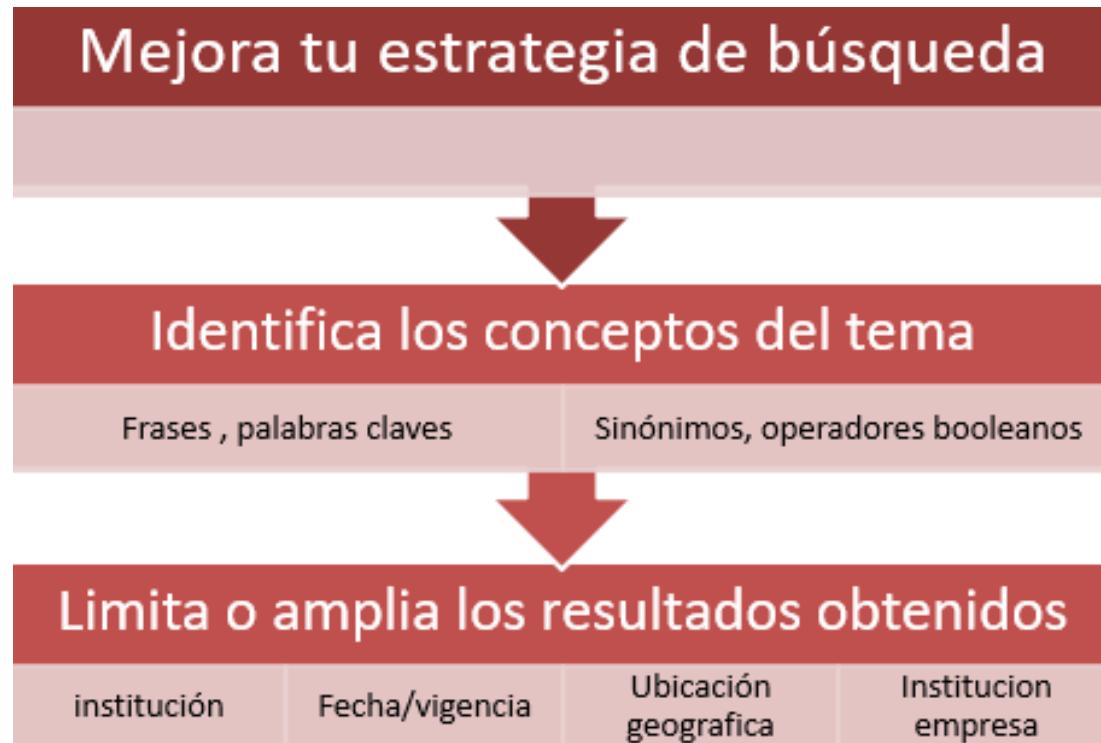 Mejora tu estrategia de búsqueda
Identifica los conceptos del tema
Frases , palabras claves
Sinónimos, operadores booleanos
Limita o amplia los resultados obtenidos
institución
Fecha/vigencia
Ubicación
geografica
Institucion
empresa